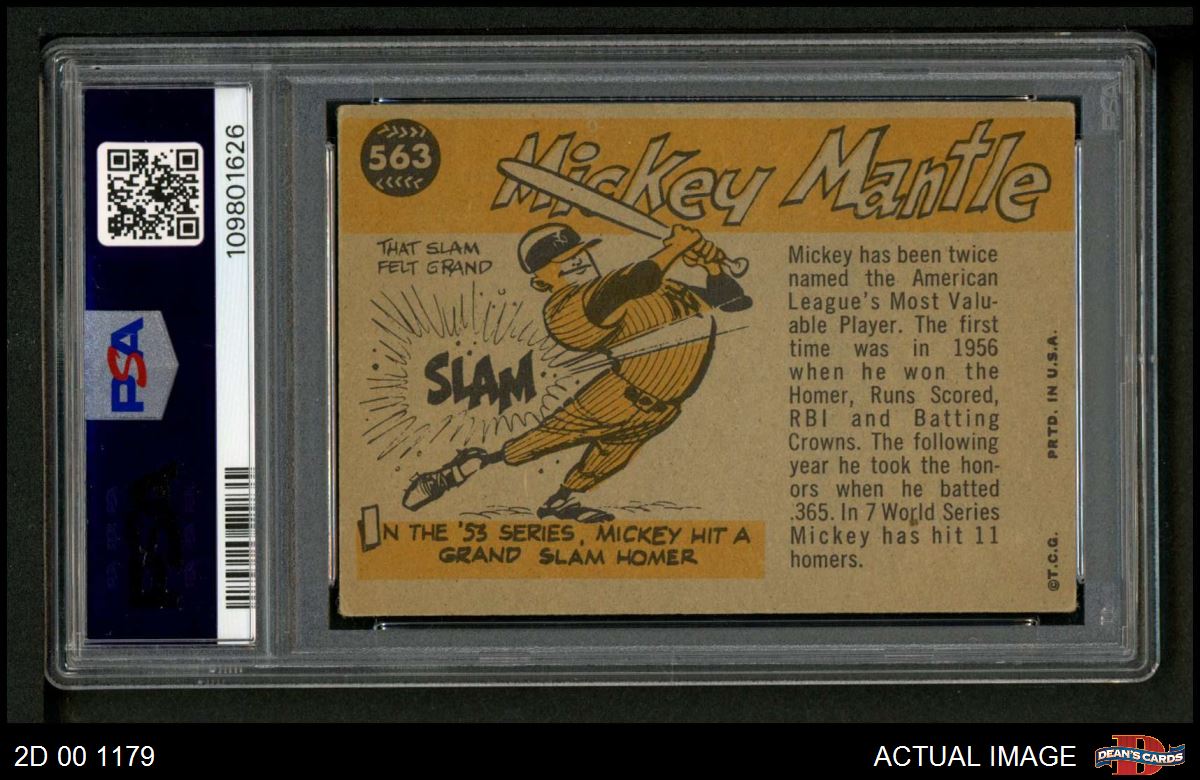 109801626
PSA
563
Mickey Mantle
THAT SLAM
FELT GRAND
SLAM
IN THE '53 SERIES, MICKEY HIT A
GRAND SLAM HOMER
Mickey has been twice
named the American
League's Most Valu-
able Player. The first
time was in 1956
when he won the
Homer, Runs Scored,
RBI and Batting
Crowns. The following
year he took the hon-
ors when he batted
.365. In 7 World Series
Mickey has hit 11
homers.
©T.C.G. PRTD. IN U.S.A.
PSA
2D 00 1179
ACTUAL IMAGE
DEAN'S CARDS